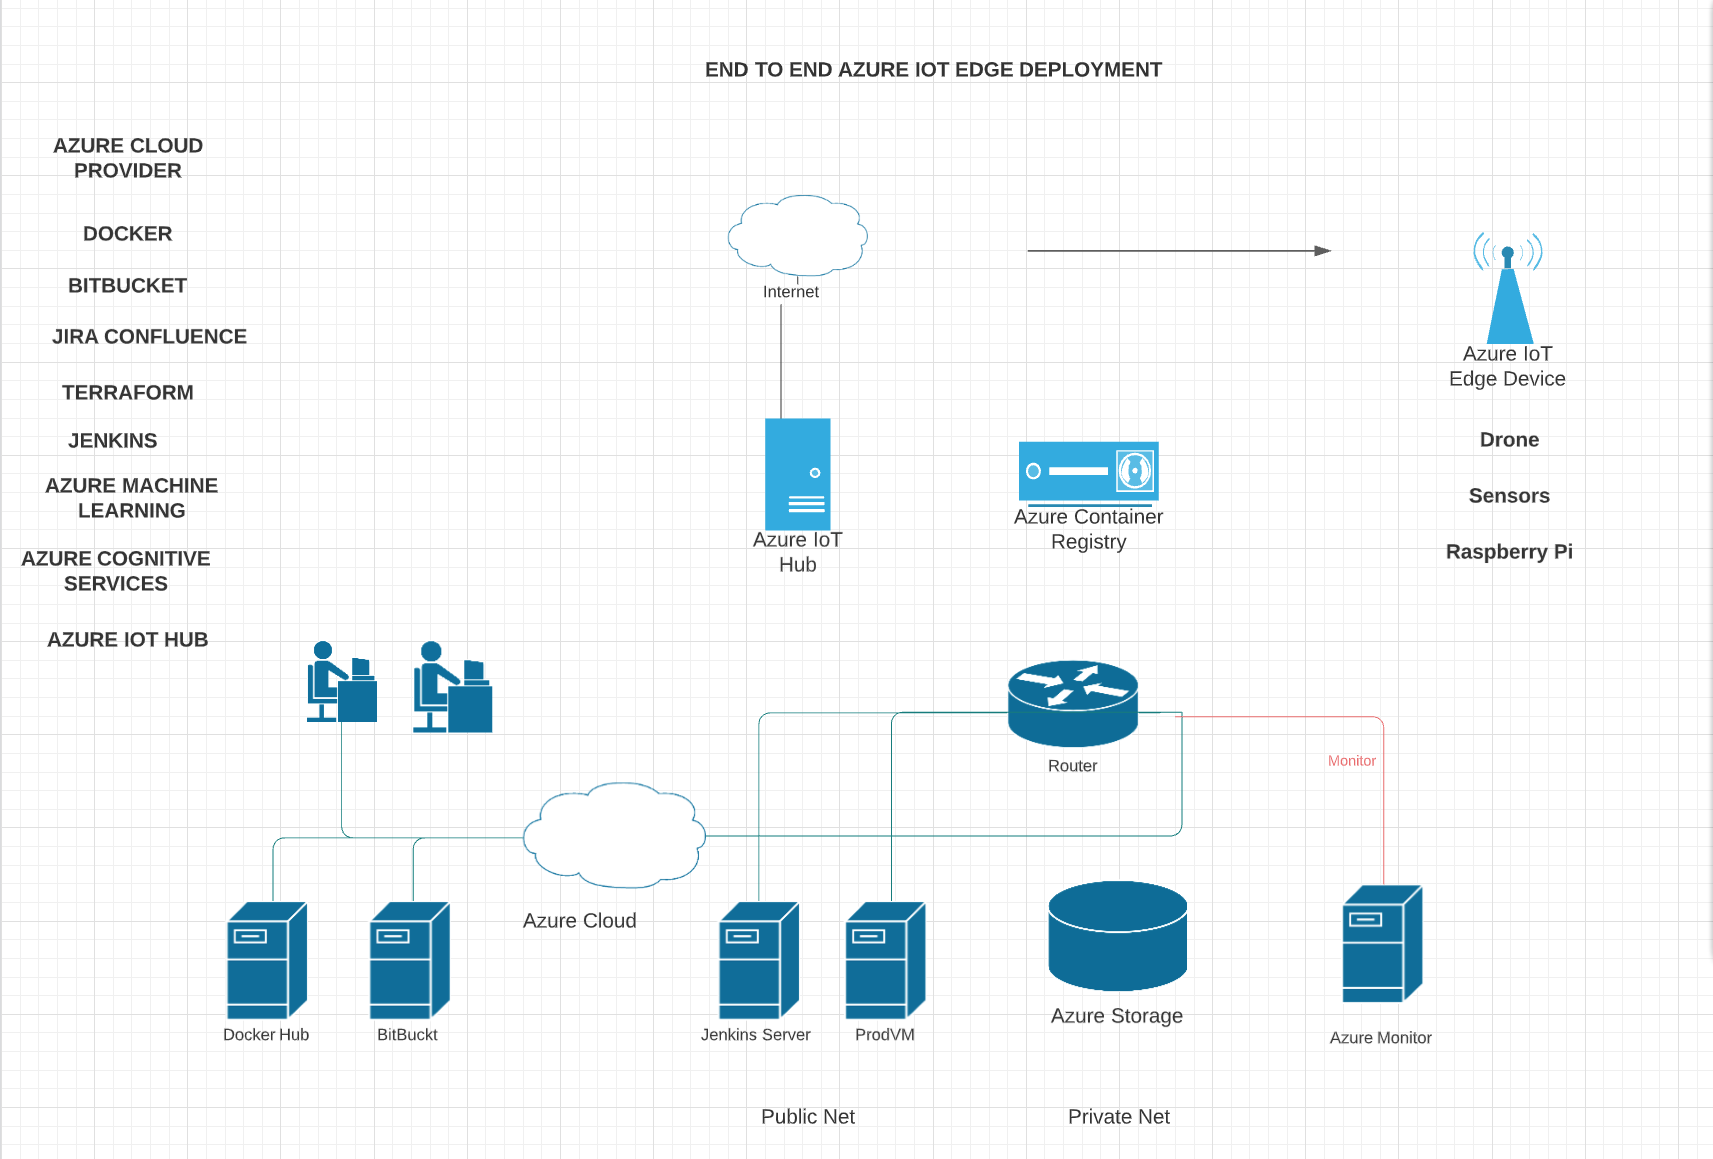 END TO END AZURE IOT EDGE DEPLOYMENT
AZURE CLOUD
PROVIDER
DOCKER
BITBUCKET
JIRA CONFLUENCE
TERRAFORM
JENKINS
AZURE MACHINE
LEARNING
AZURE COGNITIVE
SERVICES
AZURE IOT HUB
Internet
Azure IoT
Hub
Azure Container
Registry
Azure IoT
Edge Device
Drone
Sensors
Raspberry Pi
Router
Monitor
Azure Cloud
Docker Hub
BitBuckt
Jenkins Server
ProdVM
Azure Storage
Azure Monitor
Public Net
Private Net